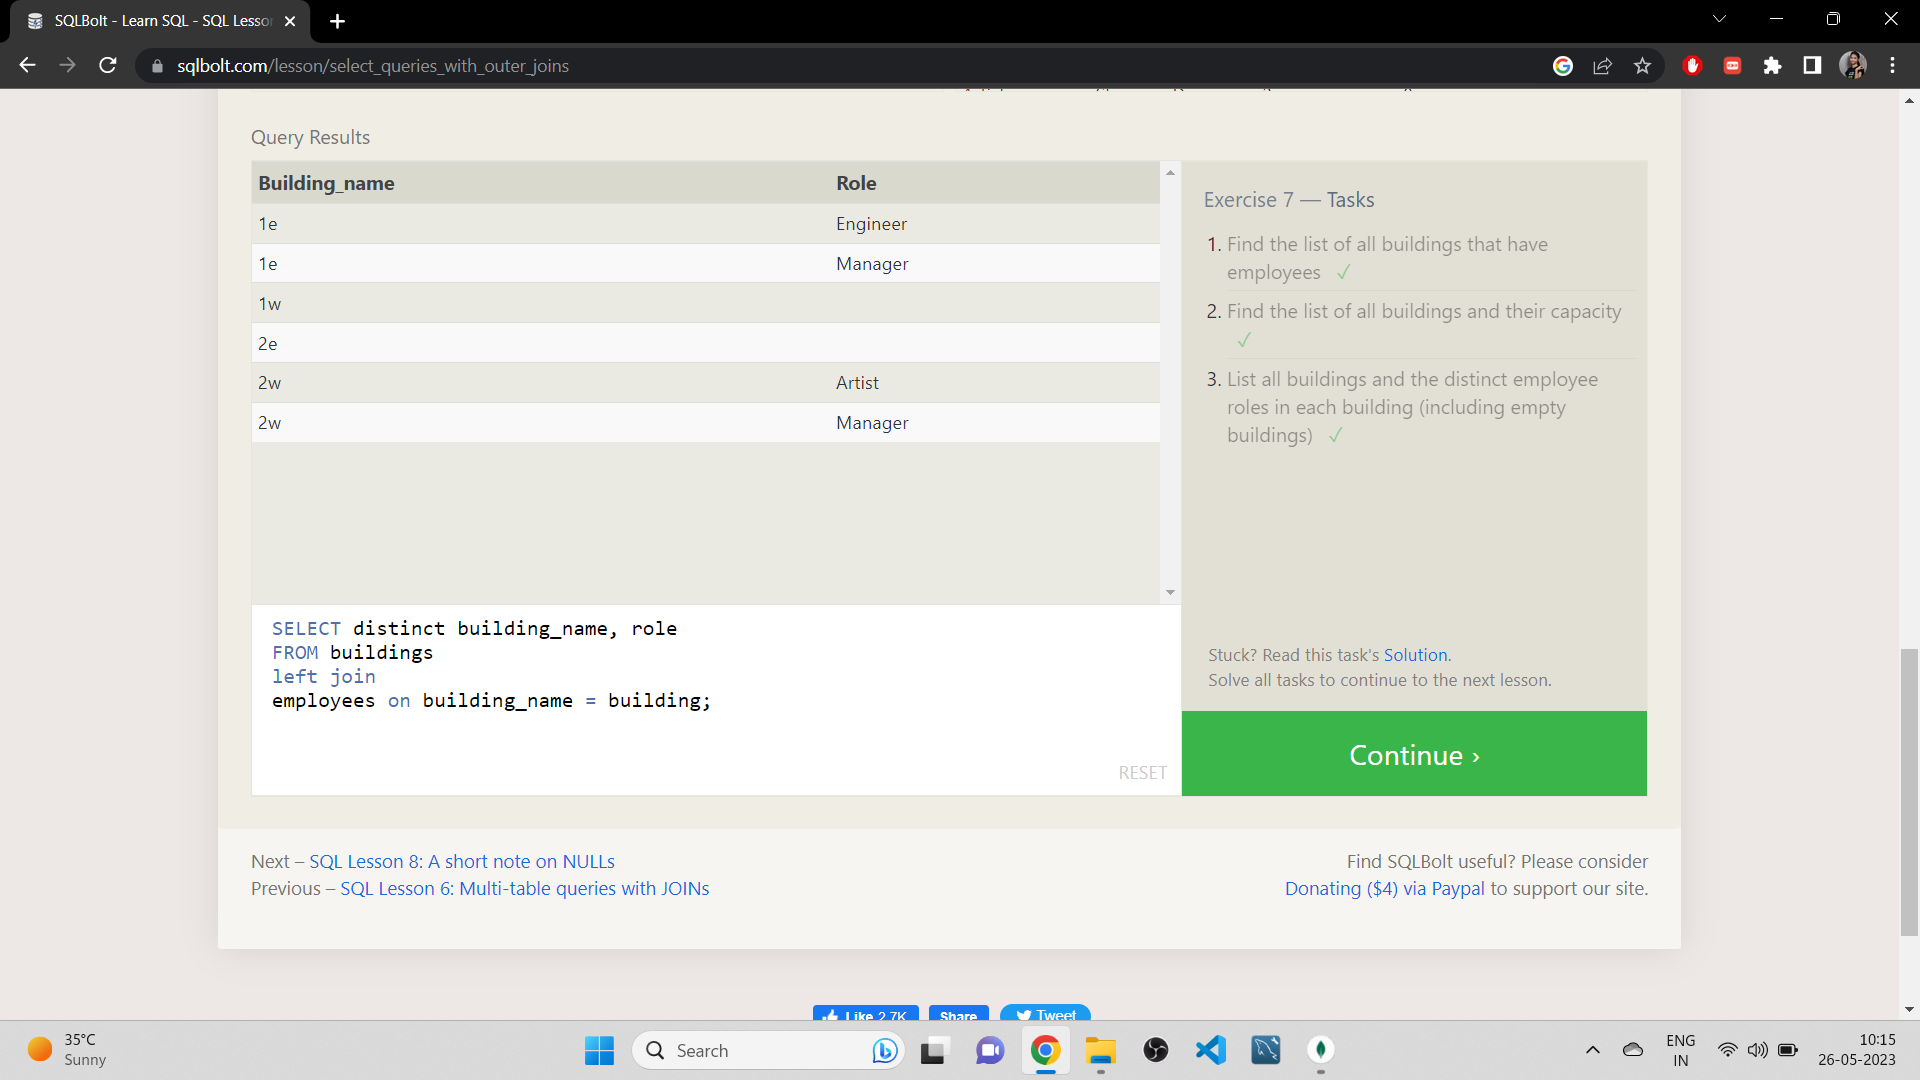 SQLBolt - Learn SQL - SQL Lesso
sqlbolt.com/lesson/select_queries_with_outer_joins
Query Results
Building_name Role
1e Engineer
1e Manager
1w
2e
2w Artist
2w Manager
Exercise 7 — Tasks
1. Find the list of all buildings that have
employees ✓
2. Find the list of all buildings and their capacity
✓
3. List all buildings and the distinct employee
roles in each building (including empty
buildings) ✓
SELECT distinct building_name, role
FROM buildings
left join
employees on building_name = building;
RESET
Stuck? Read this task's Solution.
Solve all tasks to continue to the next lesson.
Continue ›
Next – SQL Lesson 8: A short note on NULLs
Previous – SQL Lesson 6: Multi-table queries with JOINs
Find SQLBolt useful? Please consider
Donating ($4) via Paypal to support our site.
Like 2.7K Share Tweet
35°C
Sunny
Search
ENG
IN
10:15
26-05-2023